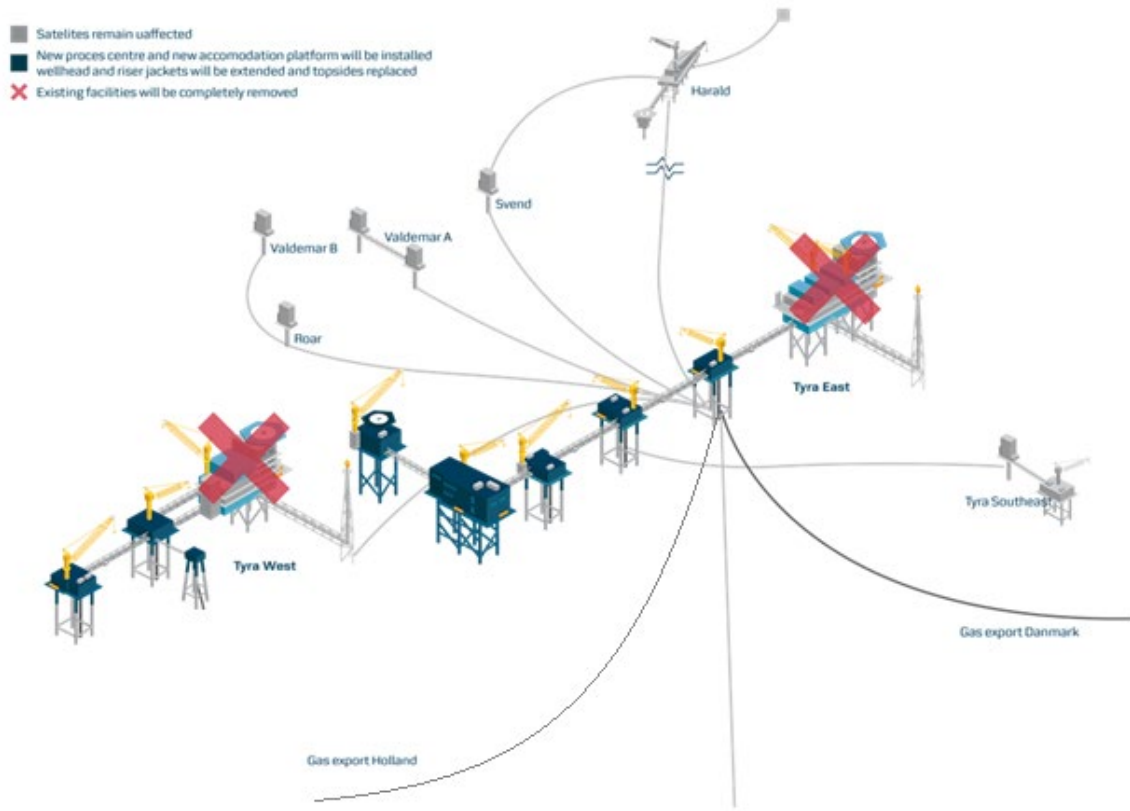 Satelites remain uaffected
New proces centre and new accomodation platform will be installed
wellhead and riser jackets will be extended and topsides replaced
Existing facilities will be completely removed
Harald
Svend
Valdemar B
Valdemar A
Roar
Tyra East
Tyra Southeast
Tyra West
Gas export Danmark
Gas export Holland